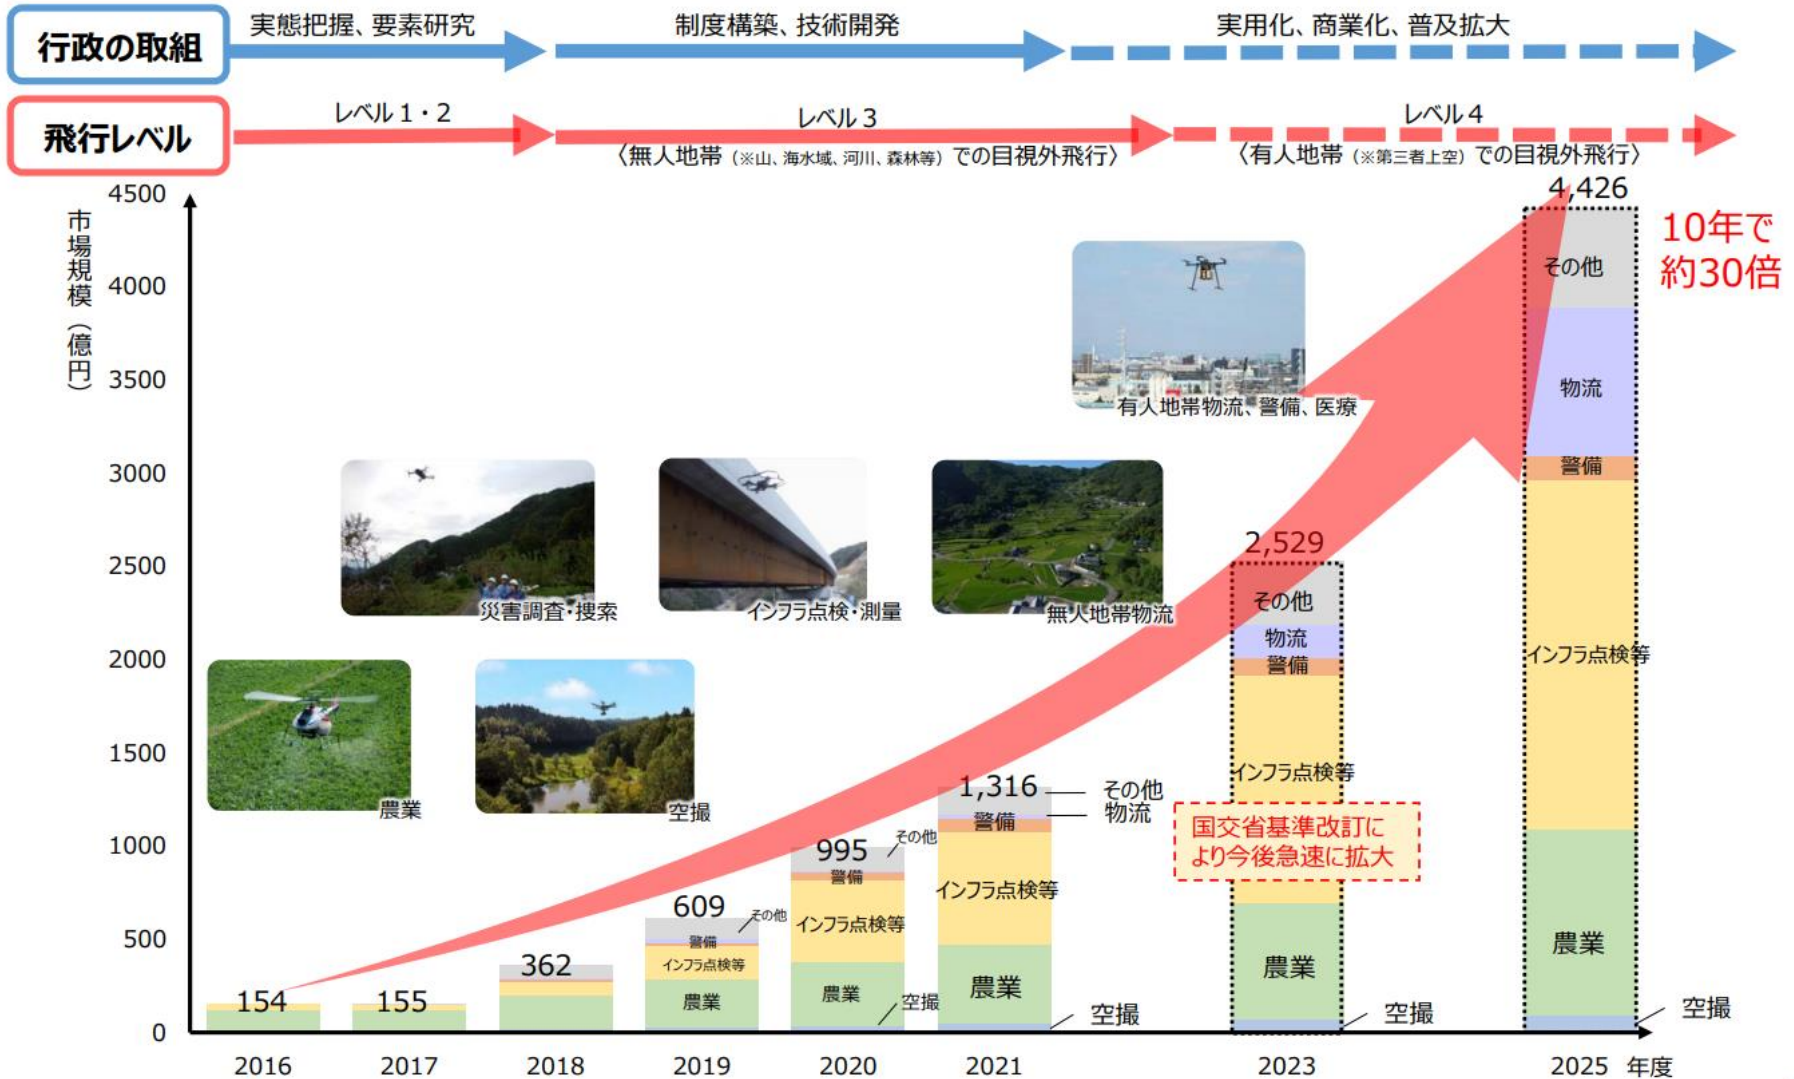 行政の取組
実態把握、要素研究
制度構築、技術開発
実用化、商業化、普及拡大
飛行レベル
レベル1・2
レベル3
〈無人地帯（※山、海水域、河川、森林等）での目視外飛行〉
レベル4
〈有人地帯（※第三者上空）での目視外飛行〉
市場規模（億円）
4500
4000
3500
3000
2500
2000
1500
1000
500
0
10年で
約30倍
有人地帯物流、警備、医療
災害調査・捜索
インフラ点検・測量
無人地帯物流
農業
空撮
154
155
362
609
その他
警備
インフラ点検等
農業
995
その他
警備
インフラ点検等
農業
空撮
1,316
その他
物流
警備
インフラ点検等
農業
空撮
2,529
その他
物流
警備
インフラ点検等
国交省基準改訂に
より今後急速に拡大
農業
空撮
4,426
その他
物流
警備
インフラ点検等
農業
空撮
2016
2017
2018
2019
2020
2021
2023
2025
年度